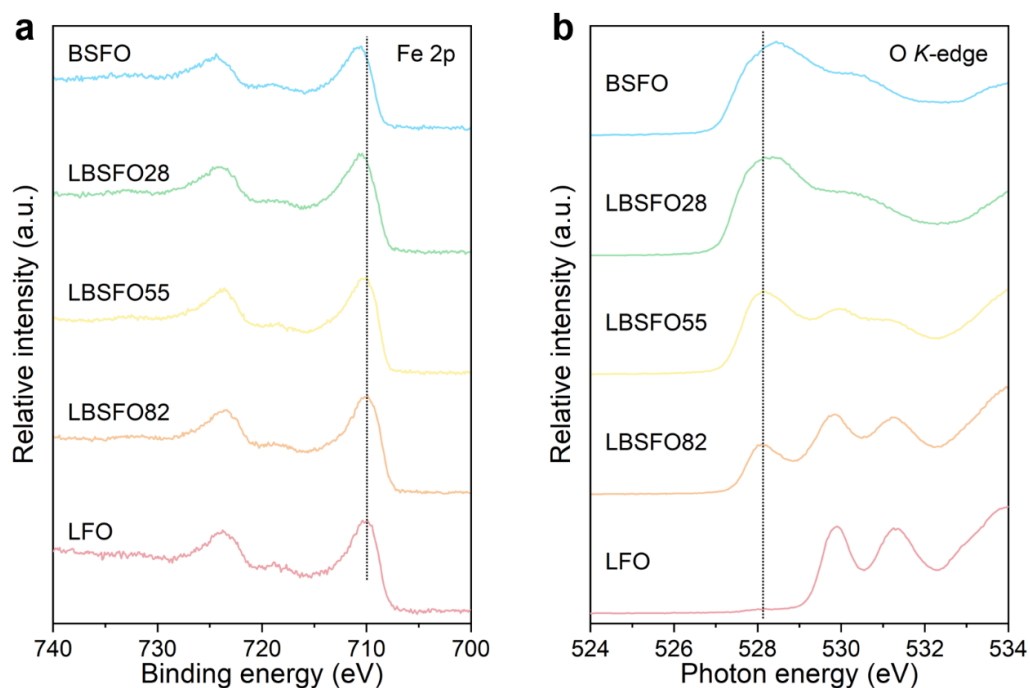 a
Fe 2p
BSFO
LBSFO28
LBSFO55
LBSFO82
LFO
Relative intensity (a.u.)
740 730 720 710 700
Binding energy (eV)
b
O K-edge
BSFO
LBSFO28
LBSFO55
LBSFO82
LFO
Relative intensity (a.u.)
524 526 528 530 532 534
Photon energy (eV)